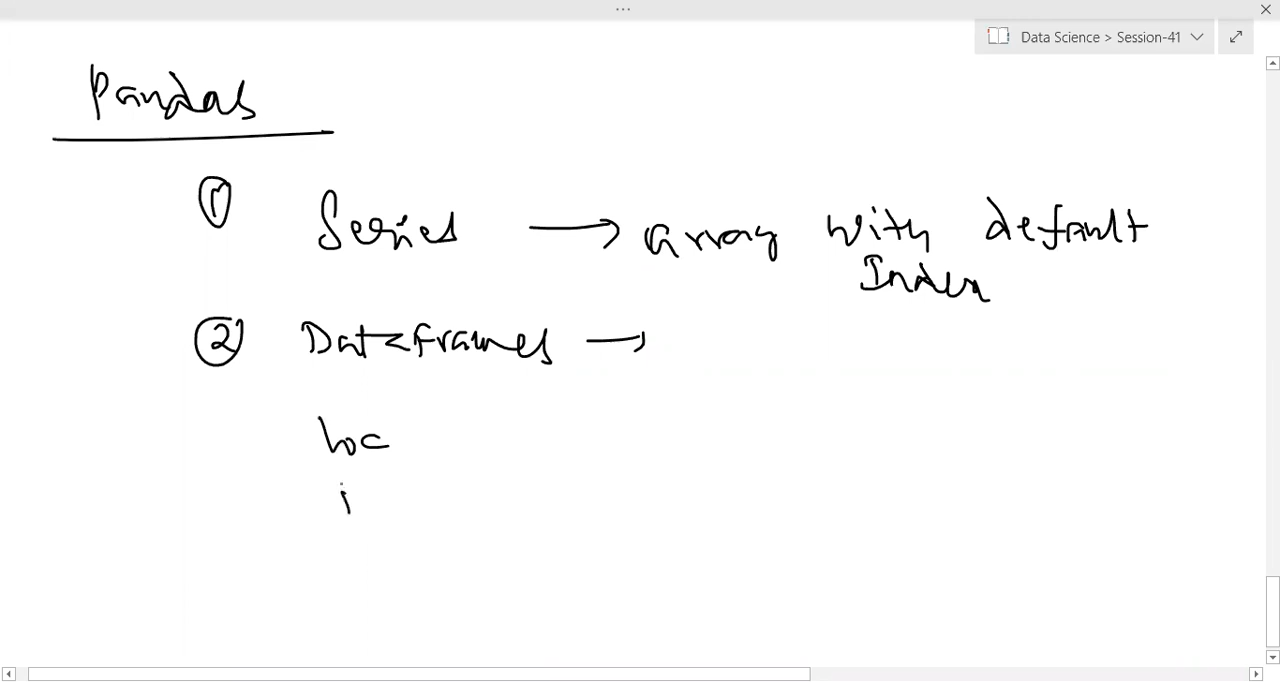 Data Science > Session-41
Pandas
① Series → array with default
Index
② Dataframes →
loc
i